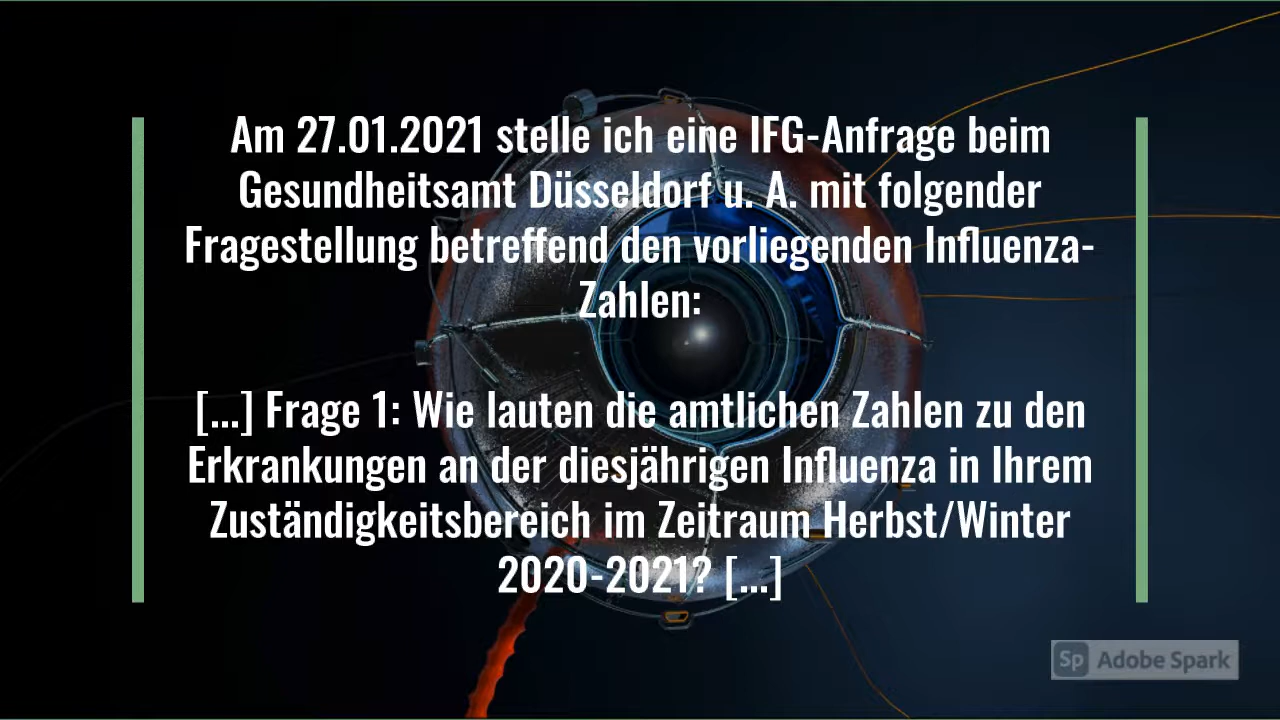 Am 27.01.2021 stelle ich eine IFG-Anfrage beim
Gesundheitsamt Düsseldorf u. A. mit folgender
Fragestellung betreffend den vorliegenden Influenza-
Zahlen:
[...] Frage 1: Wie lauten die amtlichen Zahlen zu den
Erkrankungen an der diesjährigen Influenza in Ihrem
Zuständigkeitsbereich im Zeitraum Herbst/Winter
2020-2021? [...]
Sp Adobe Spark